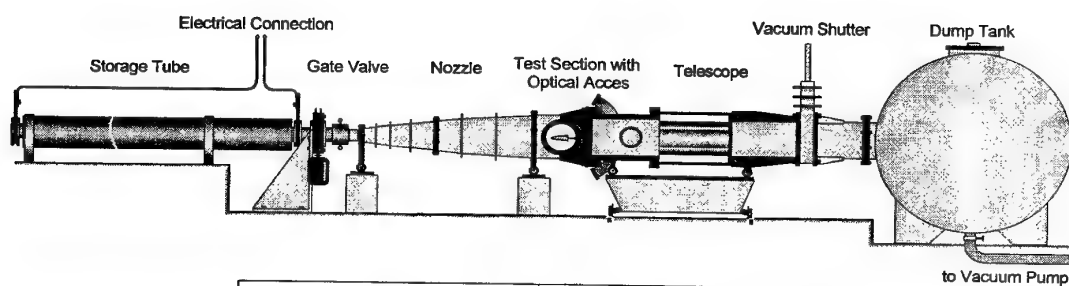 Electrical Connection
Storage Tube
Gate Valve
Nozzle
Test Section with
Optical Acces
Telescope
Vacuum Shutter
Dump Tank
to Vacuum Pump